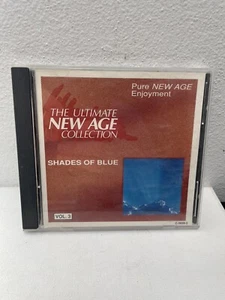 Pure NEW AGE
Enjoyment
THE ULTIMATE
NEW AGE
COLLECTION
SHADES OF BLUE
VOL. 3